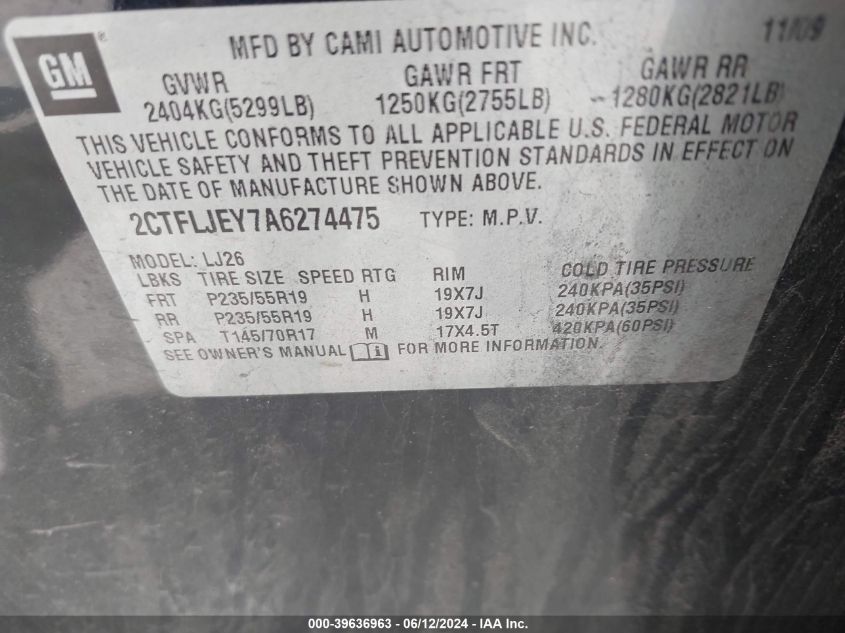 GM ® MFD BY CAMI AUTOMOTIVE INC. 11/09
GVWR GAWR FRT GAWR RR
2404KG(5299LB) 1250KG(2755LB) 1280KG(2821LB)
THIS VEHICLE CONFORMS TO ALL APPLICABLE U.S. FEDERAL MOTOR
VEHICLE SAFETY AND THEFT PREVENTION STANDARDS IN EFFECT ON
THE DATE OF MANUFACTURE SHOWN ABOVE.
2CTFLJEY7A6274475 TYPE: M.P.V.
MODEL: LJ26
LBKS TIRE SIZE SPEED RTG RIM COLD TIRE PRESSURE
FRT P235/55R19 H 19X7J 240KPA(35PSI)
RR P235/55R19 H 19X7J 240KPA(35PSI)
SPA T145/70R17 M 17X4.5T 420KPA(60PSI)
SEE OWNER'S MANUAL FOR MORE INFORMATION.
000-39636963 - 06/12/2024 - IAA Inc.